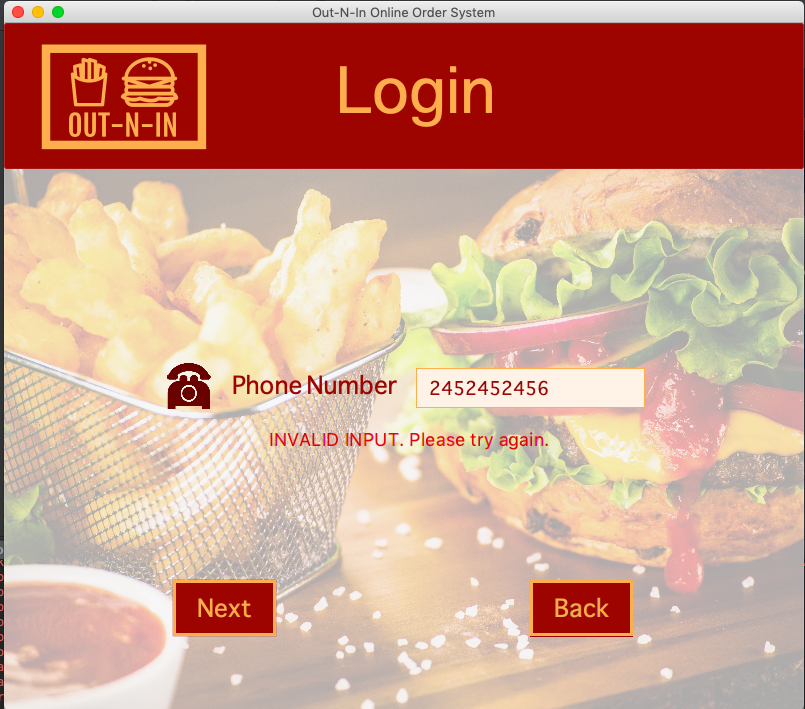 Out-N-In Online Order System
OUT-N-IN
Login
Phone Number
2452452456
INVALID INPUT. Please try again.
Next
Back